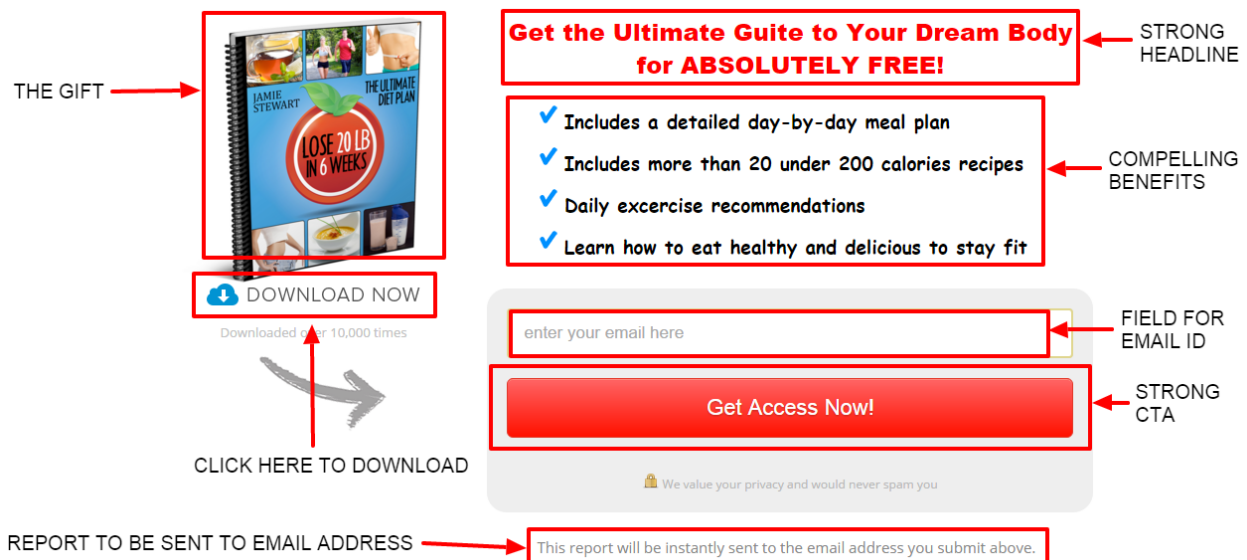 THE GIFT
JAMIE
STEWART
THE ULTIMATE
DIET PLAN
LOSE 20 LB
IN 6 WEEKS
DOWNLOAD NOW
Downloaded over 10,000 times
CLICK HERE TO DOWNLOAD
Get the Ultimate Guite to Your Dream Body
for ABSOLUTELY FREE!
STRONG
HEADLINE
Includes a detailed day-by-day meal plan
Includes more than 20 under 200 calories recipes
Daily excercise recommendations
Learn how to eat healthy and delicious to stay fit
COMPELLING
BENEFITS
enter your email here
FIELD FOR
EMAIL ID
Get Access Now!
STRONG
CTA
We value your privacy and would never spam you
REPORT TO BE SENT TO EMAIL ADDRESS
This report will be instantly sent to the email address you submit above.